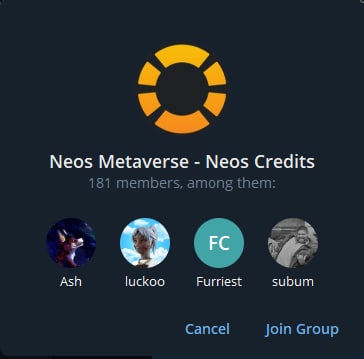 Neos Metaverse - Neos Credits
181 members, among them:
FC
Ash luckoo Furriest subum
Cancel Join Group